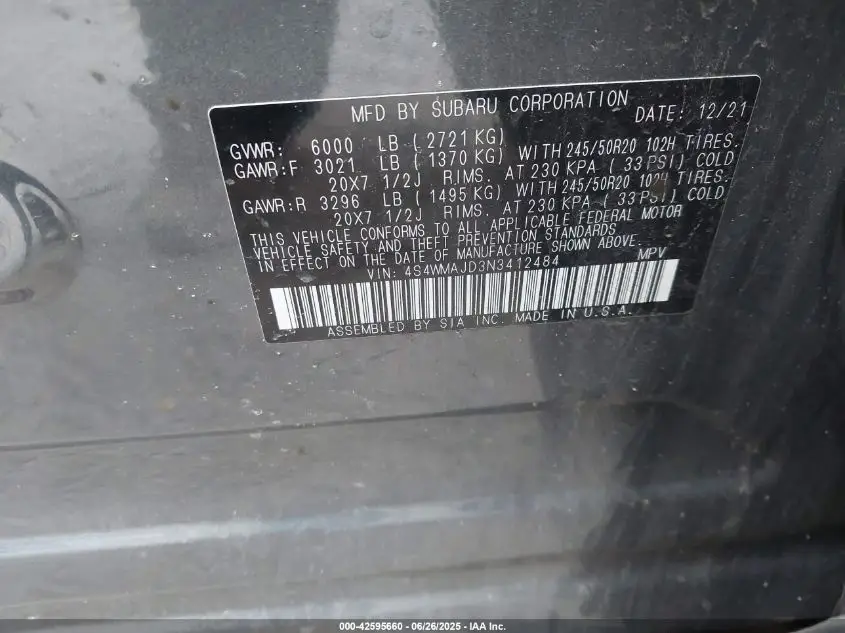 MFD BY SUBARU CORPORATION DATE: 12/21
GVWR: 6000 LB (2721 KG)
GAWR:F 3021 LB (1370 KG) WITH 245/50R20 102H TIRES.
20X7 1/2J RIMS. AT 230 KPA (33PSI) COLD
GAWR:R 3296 LB (1495 KG) WITH 245/50R20 102H TIRES.
20X7 1/2J RIMS. AT 230 KPA (33PSI) COLD
THIS VEHICLE CONFORMS TO ALL APPLICABLE FEDERAL MOTOR
VEHICLE SAFETY AND THEFT PREVENTION STANDARDS
IN EFFECT ON THE DATE OF MANUFACTURE SHOWN ABOVE.
VIN: 4S4WMAJD3N3412484 MPV
ASSEMBLED BY SIA INC. MADE IN U.S.A.
000-42595660 - 06/26/2025 - IAA Inc.